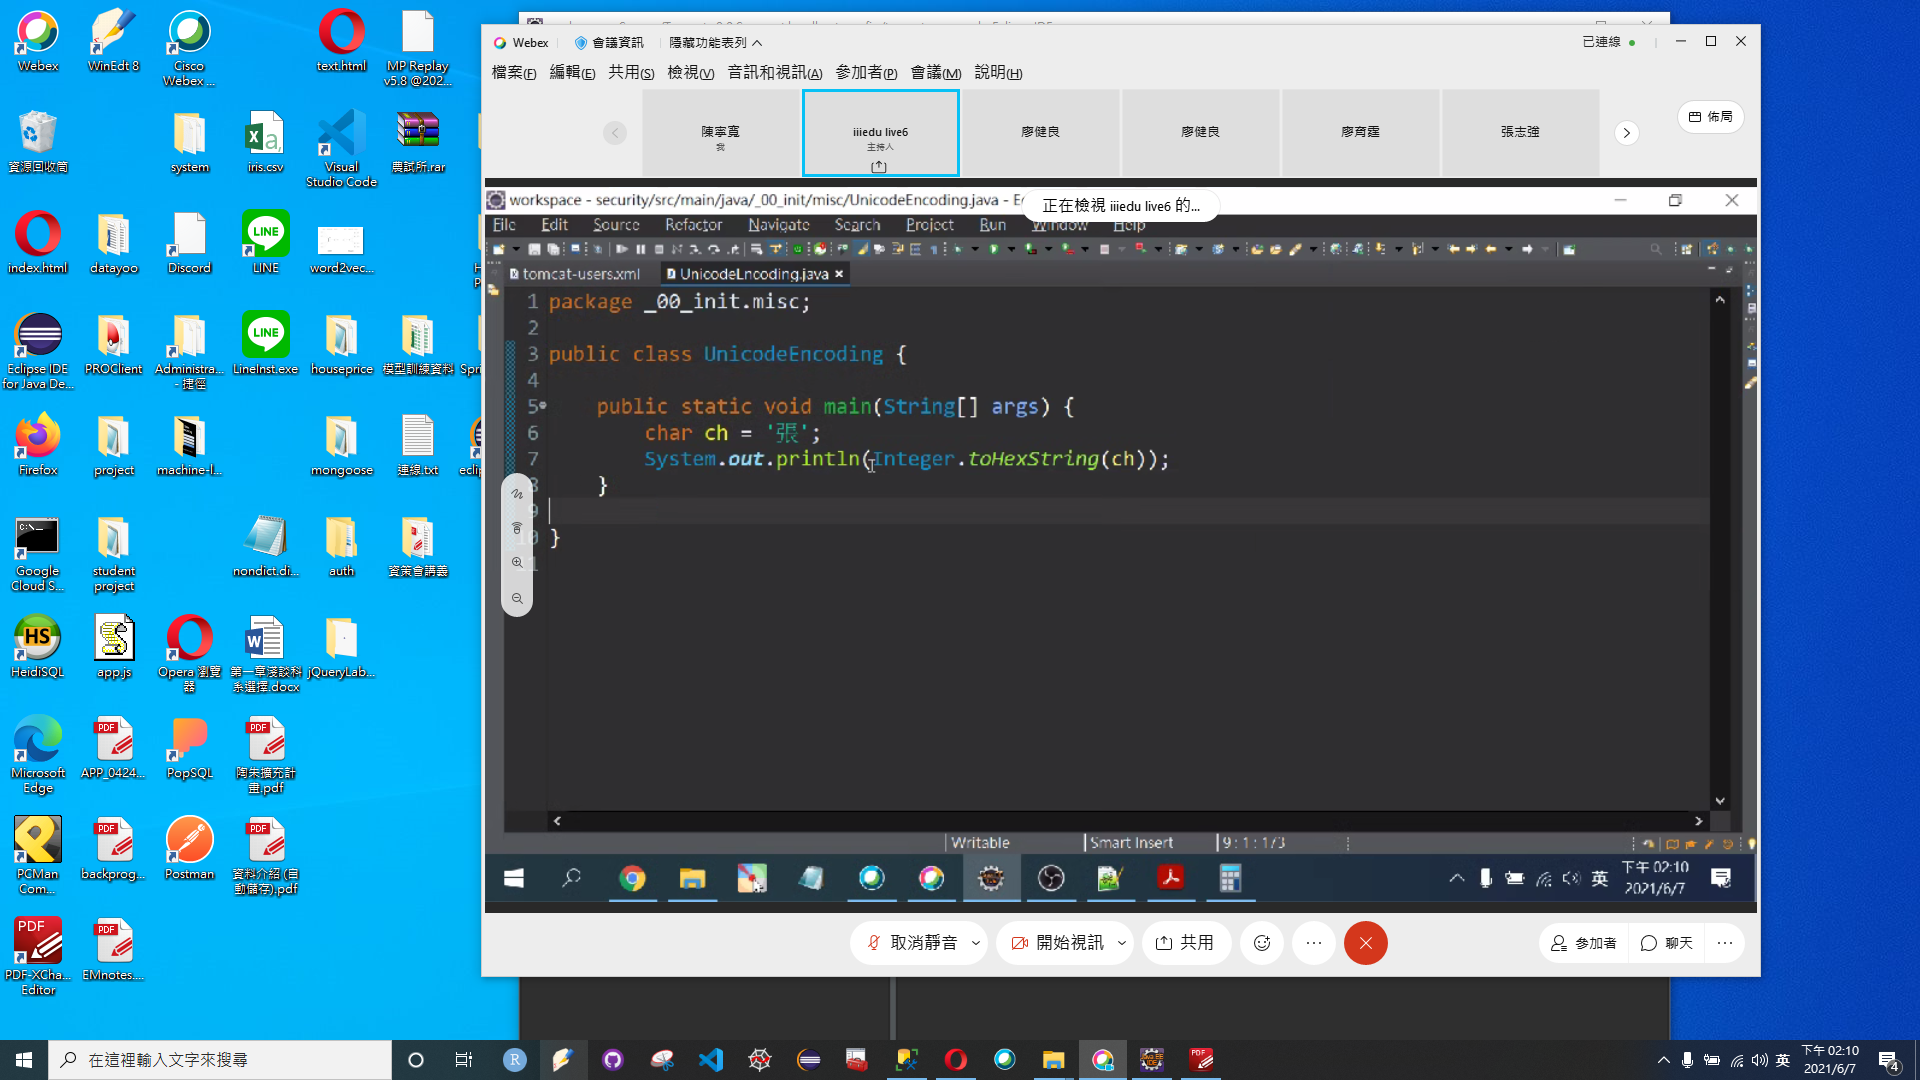 Webex
WinEdt 8
Cisco
Webex ...
text.html
MP Replay
v5.8 @202...
資源回收筒
system
iris.csv
Visual
Studio Code
農試所.rar
index.html
datayoo
Discord
LINE
word2vec...
Eclipse IDE
for Java De...
PROClient
Administra...
- 捷徑
LineInst.exe
houseprice
模型訓練資料
Spri
Firefox
project
machine-l...
mongoose
連線.txt
eclip
Google
Cloud S...
student
project
nondict.di...
auth
資策會講義
HeidiSQL
app.js
Opera 瀏覽
器
第一章淺談科
系選擇.docx
jQueryLab...
Microsoft
Edge
APP_0424...
PopSQL
陶朱擴充計
畫.pdf
PCMan
Com...
backprog...
Postman
資料介紹 (自
動儲存).pdf
PDF-XCha...
Editor
EMnotes....
Webex
會議資訊
隱藏功能表列
已連線
檔案(F) 編輯(E) 共用(S) 檢視(V) 音訊和視訊(A) 參加者(P) 會議(M) 說明(H)
陳寧寬
我
iiiedu live6
主持人
廖健良
廖健良
廖育霆
張志強
佈局
workspace - security/src/main/java/_00_init/misc/UnicodeEncoding.java - Ec
正在檢視 iiiedu live6 的...
File Edit Source Refactor Navigate Search Project Run Window Help
tomcat-users.xml
UnicodeEncoding.java
1 package _00_init.misc;
2
3 public class UnicodeEncoding {
4
5 public static void main(String[] args) {
6 char ch = '張';
7 System.out.println(Integer.toHexString(ch));
8 }
9
10 }
11
Writable
Smart Insert
9 : 1 : 173
英
下午 02:10
2021/6/7
取消靜音
開始視訊
共用
參加者
聊天
在這裡輸入文字來搜尋
英
下午 02:10
2021/6/7
4